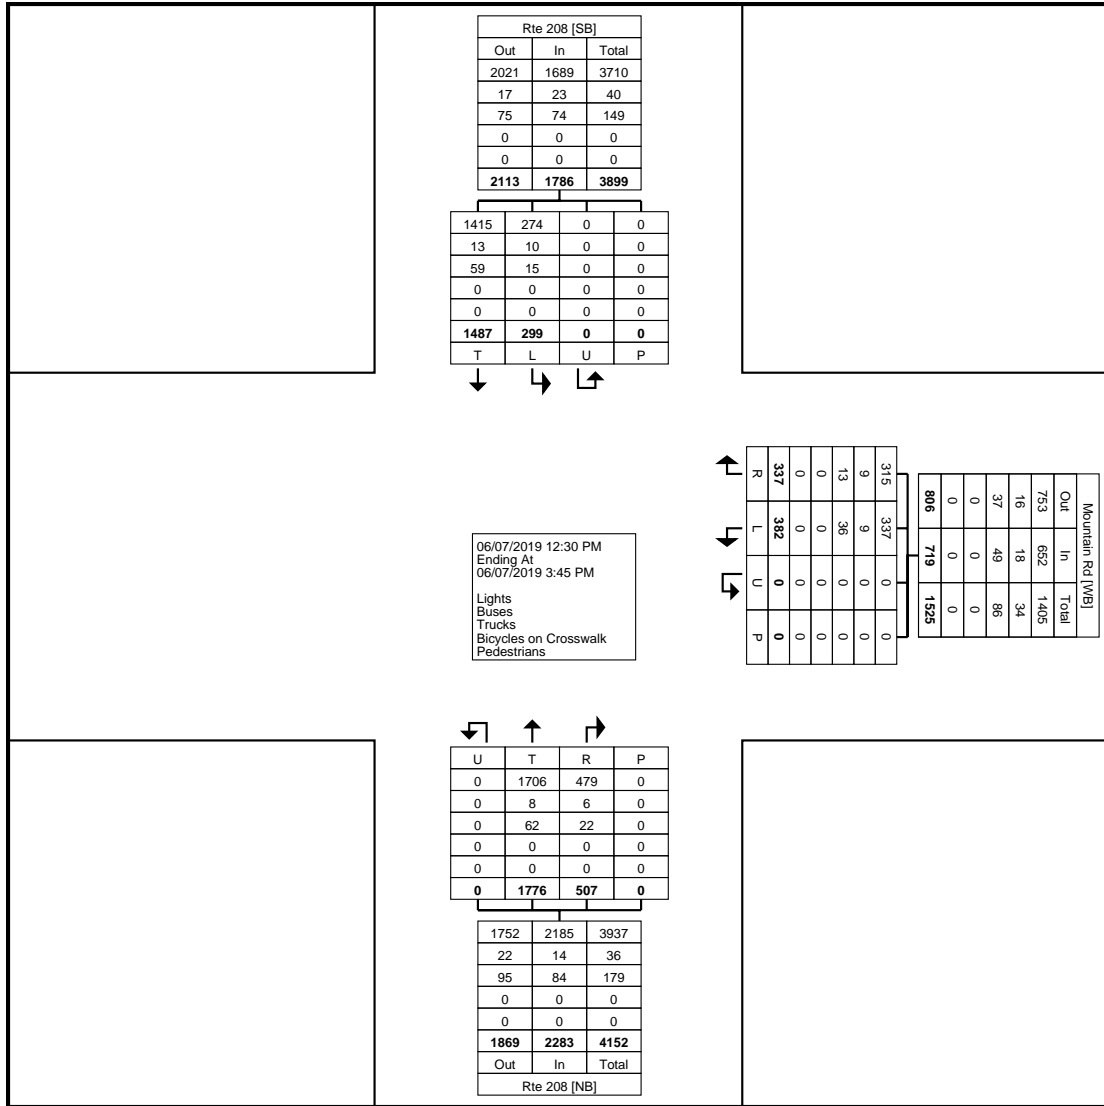 Rte 208 [SB]
Out In Total
2021 1689 3710
17 23 40
75 74 149
0 0 0
0 0 0
2113 1786 3899
1415 274 0 0
13 10 0 0
59 15 0 0
0 0 0 0
0 0 0 0
1487 299 0 0
T L U P
Mountain Rd [WB]
Out In Total
753 652 1405
16 18 34
37 49 86
0 0 0
0 0 0
806 719 1525
315 337 0 0
9 9 0 0
13 36 0 0
0 0 0 0
0 0 0 0
337 382 0 0
R L U P
06/07/2019 12:30 PM
Ending At
06/07/2019 3:45 PM
Lights
Buses
Trucks
Bicycles on Crosswalk
Pedestrians
U T R P
0 1706 479 0
0 8 6 0
0 62 22 0
0 0 0 0
0 0 0 0
0 1776 507 0
1752 2185 3937
22 14 36
95 84 179
0 0 0
0 0 0
1869 2283 4152
Out In Total
Rte 208 [NB]